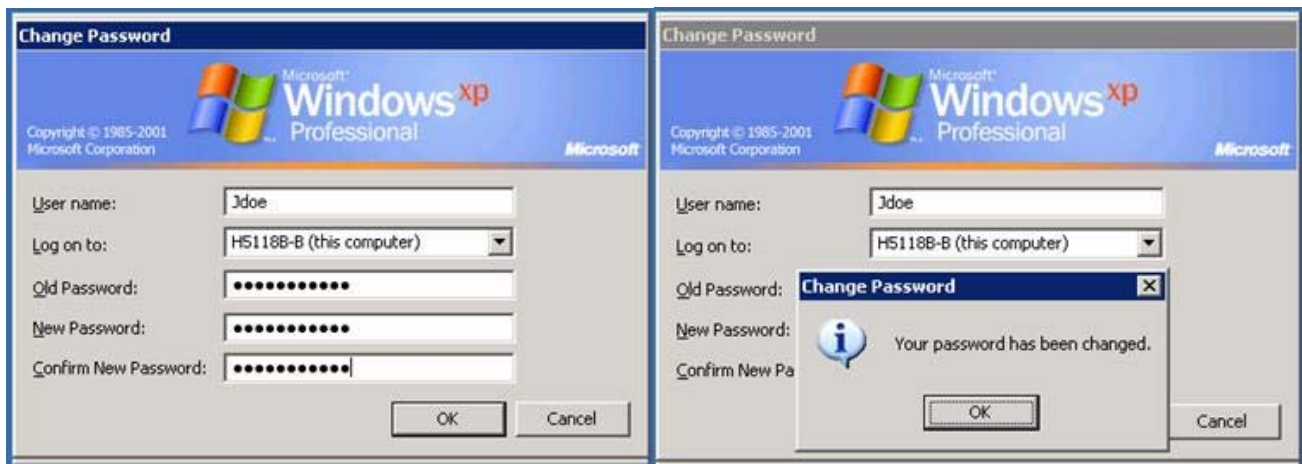 Change Password
Microsoft®
Windows xp
Professional
Copyright © 1985-2001
Microsoft Corporation
Microsoft
User name:
Jdoe
Log on to:
H5118B-B (this computer)
Old Password:
●●●●●●●●●●●
New Password:
●●●●●●●●●●●
Confirm New Password:
●●●●●●●●●●●
OK
Cancel
Change Password
Microsoft®
Windows xp
Professional
Copyright © 1985-2001
Microsoft Corporation
Microsoft
User name:
Jdoe
Log on to:
H5118B-B (this computer)
Old Password:
New Password:
Confirm New Pa
Change Password
Your password has been changed.
OK
Cancel